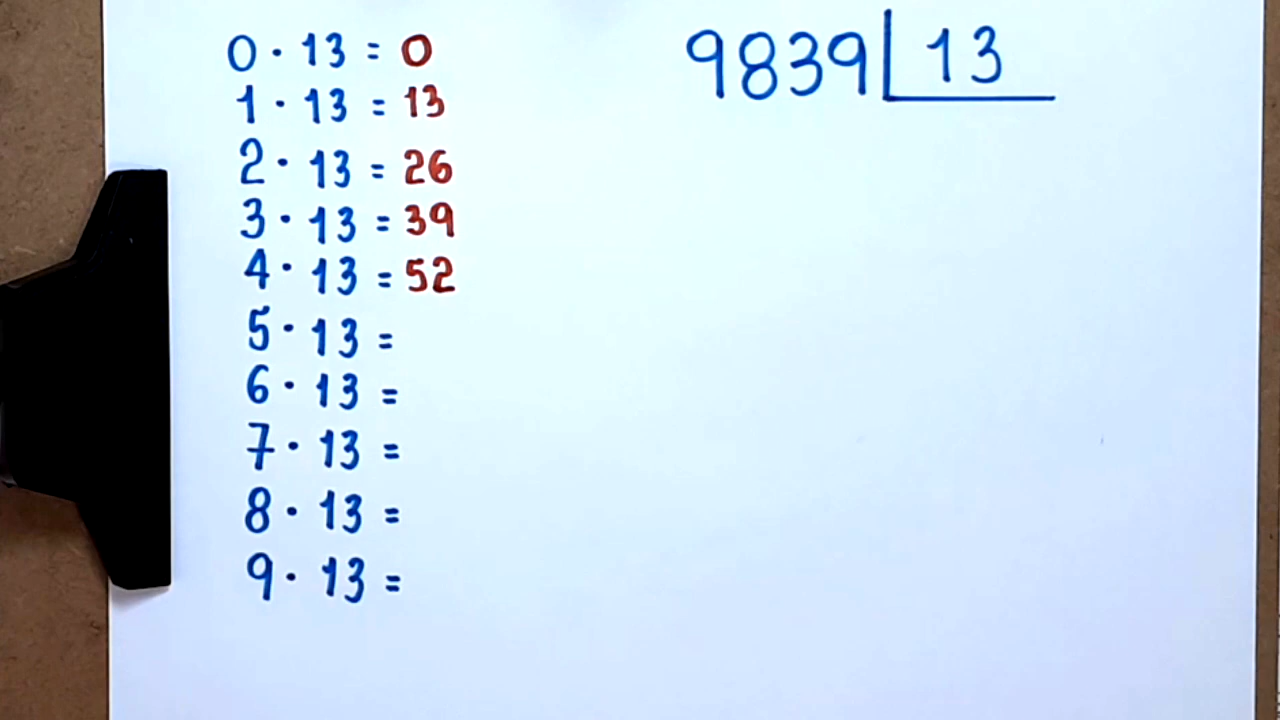 0 · 13 = 0
1 · 13 = 13
2 · 13 = 26
3 · 13 = 39
4 · 13 = 52
5 · 13 =
6 · 13 =
7 · 13 =
8 · 13 =
9 · 13 =
9839 13